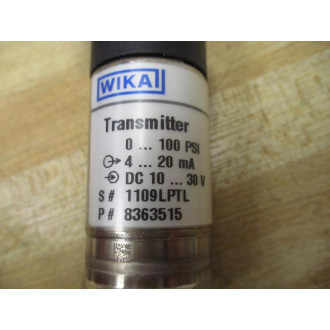 WIKA
Transmitter
0 ... 100 PSI
4 ... 20 mA
DC 10 ... 30 V
S# 1109LPTL
P# 8363515